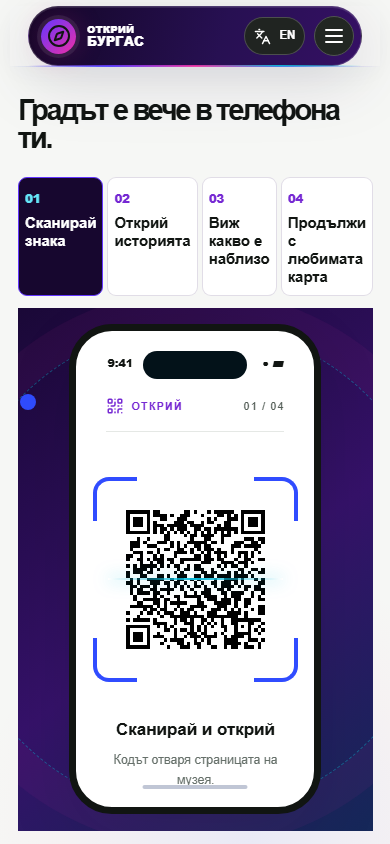 ОТКРИЙ
БУРГАС
EN
Градът е вече в телефона
ти.
01
Сканирай
знака
02
Открий
историята
03
Виж
какво е
наблизо
04
Продължи
с
любимата
карта
9:41
ОТКРИЙ
01 / 04
Сканирай и открий
Кодът отваря страницата на
музея.